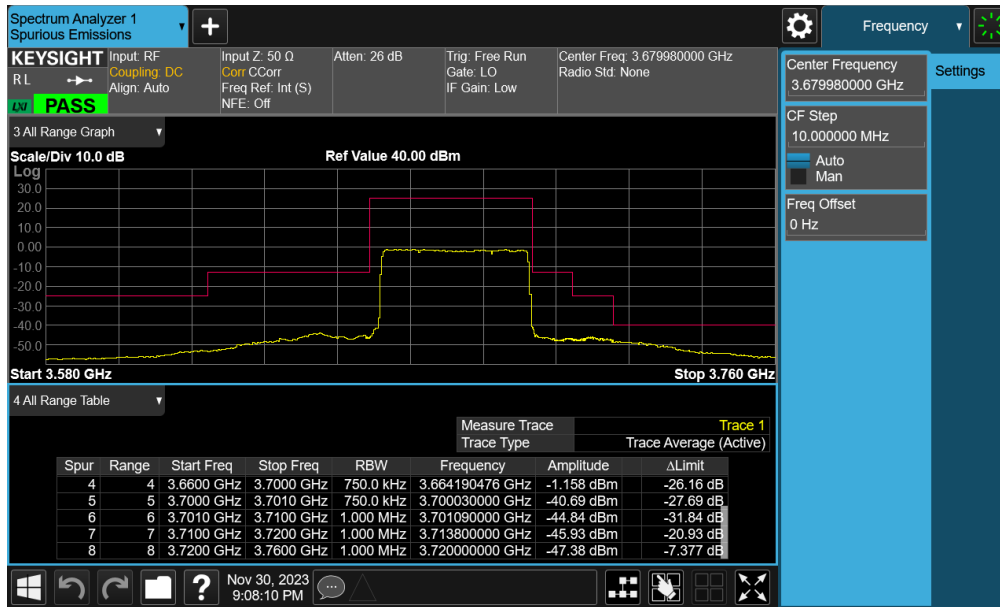 Spectrum Analyzer 1
Spurious Emissions
Frequency
KEYSIGHT Input: RF Input Z: 50 Ω Atten: 26 dB Trig: Free Run Center Freq: 3.679980000 GHz
R L Coupling: DC Corr CCorr Gate: LO Radio Std: None
Align: Auto Freq Ref: Int (S) IF Gain: Low
LXI PASS NFE: Off
Center Frequency
3.679980000 GHz
Settings
CF Step
10.000000 MHz
Auto
Man
Freq Offset
0 Hz
3 All Range Graph
Scale/Div 10.0 dB Ref Value 40.00 dBm
Log
30.0
20.0
10.0
0.00
-10.0
-20.0
-30.0
-40.0
-50.0
Start 3.580 GHz Stop 3.760 GHz
4 All Range Table
Measure Trace Trace 1
Trace Type Trace Average (Active)
Spur Range Start Freq Stop Freq RBW Frequency Amplitude ΔLimit
4 4 3.6600 GHz 3.7000 GHz 750.0 kHz 3.664190476 GHz -1.158 dBm -26.16 dB
5 5 3.7000 GHz 3.7010 GHz 750.0 kHz 3.700030000 GHz -40.69 dBm -27.69 dB
6 6 3.7010 GHz 3.7100 GHz 1.000 MHz 3.701090000 GHz -44.84 dBm -31.84 dB
7 7 3.7100 GHz 3.7200 GHz 1.000 MHz 3.713800000 GHz -45.93 dBm -20.93 dB
8 8 3.7200 GHz 3.7600 GHz 1.000 MHz 3.720000000 GHz -47.38 dBm -7.377 dB
Nov 30, 2023
9:08:10 PM